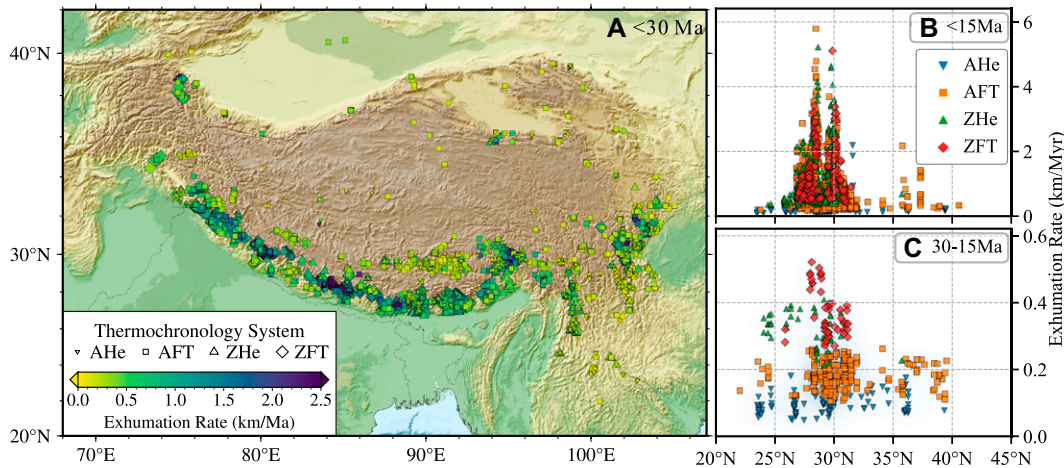 A <30 Ma
40°N
30°N
20°N
70°E 80°E 90°E 100°E
Thermochronology System
AHe AFT ZHe ZFT
0.0 0.5 1.0 1.5 2.0 2.5
Exhumation Rate (km/Ma)
B <15Ma
AHe
AFT
ZHe
ZFT
6
4
2
0
C 30-15Ma
0.6
0.4
0.2
0.0
Exhumation Rate (km/Myr)
20°N 25°N 30°N 35°N 40°N 45°N